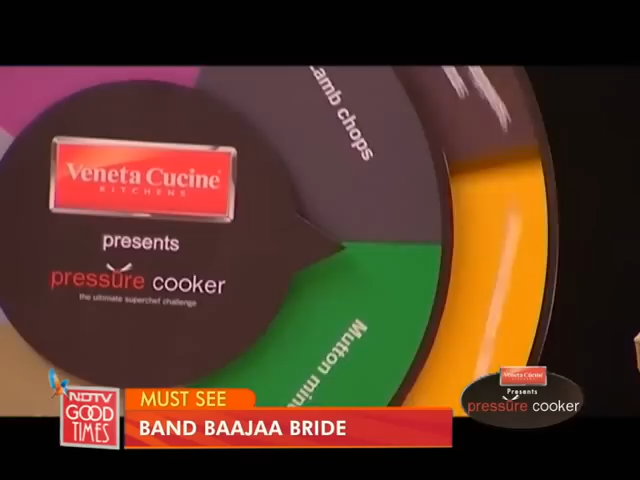 Lamb chops
Veneta Cucine
KITCHENS
presents
pressure cooker
the ultimate superchef challenge
Mutton
NDTV
GOOD
TIMES
MUST SEE
BAND BAAJAA BRIDE
Veneta Cucine
Presents
pressure cooker